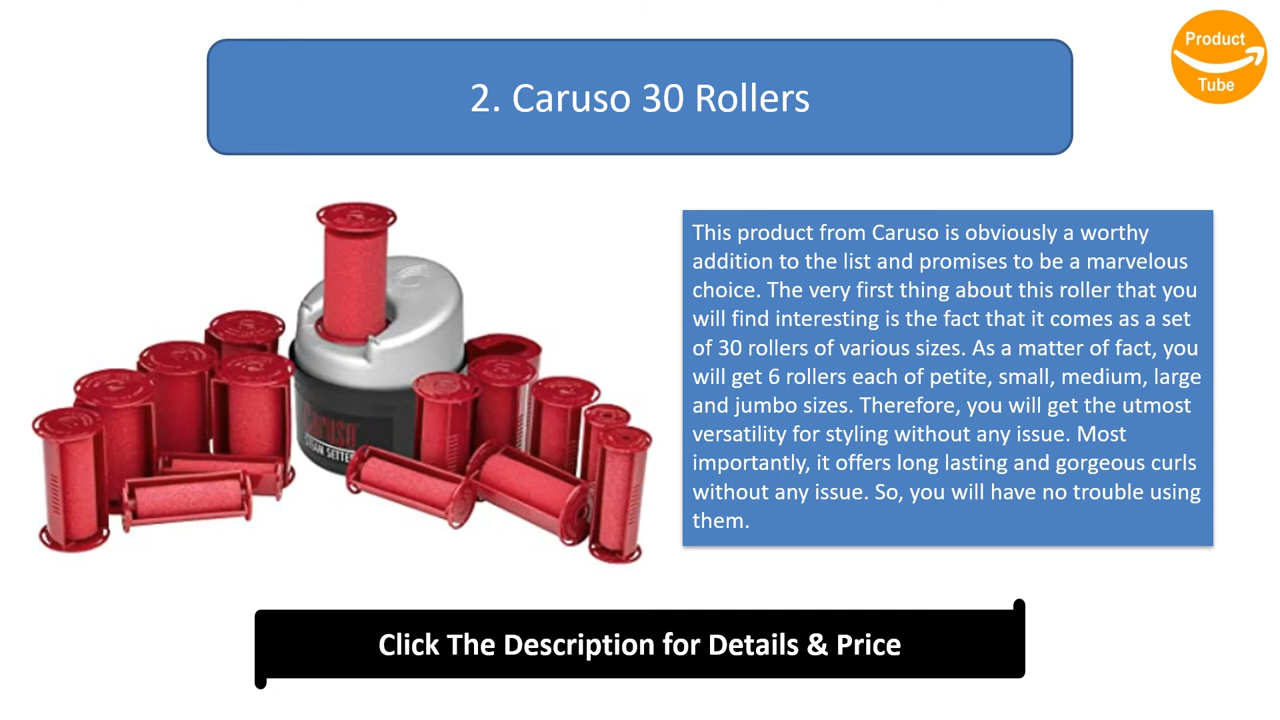 Product
Tube
2. Caruso 30 Rollers
This product from Caruso is obviously a worthy
addition to the list and promises to be a marvelous
choice. The very first thing about this roller that you
will find interesting is the fact that it comes as a set
of 30 rollers of various sizes. As a matter of fact, you
will get 6 rollers each of petite, small, medium, large
and jumbo sizes. Therefore, you will get the utmost
versatility for styling without any issue. Most
importantly, it offers long lasting and gorgeous curls
without any issue. So, you will have no trouble using
them.
Caruso
STEAM SETTER
Click The Description for Details & Price